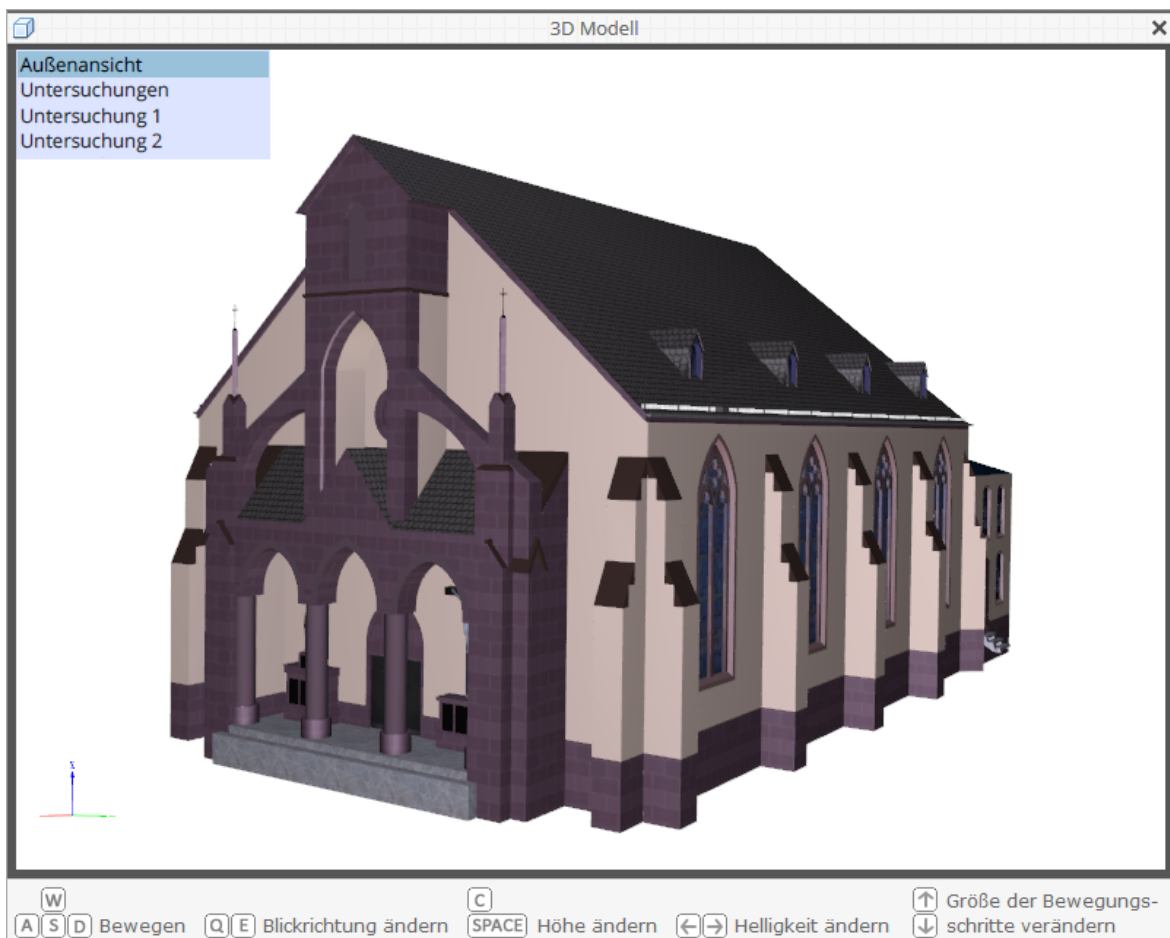 3D Modell
Außenansicht
Untersuchungen
Untersuchung 1
Untersuchung 2
z
W
A S D Bewegen
Q E Blickrichtung ändern
C
SPACE Höhe ändern
←→ Helligkeit ändern
↑ Größe der Bewegungs-
↓ schritte verändern